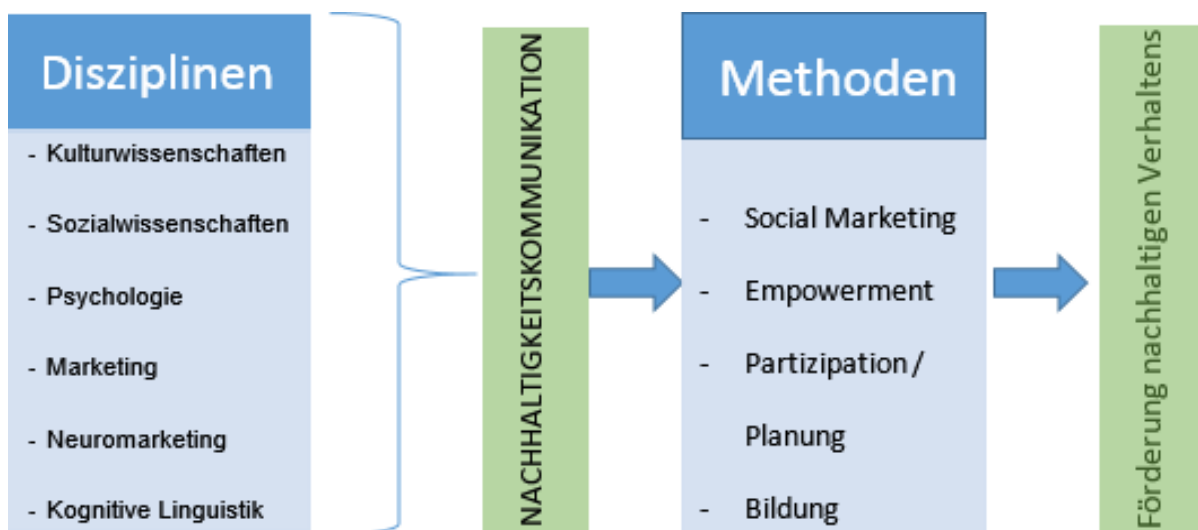 Disziplinen
- Kulturwissenschaften
- Sozialwissenschaften
- Psychologie
- Marketing
- Neuromarketing
- Kognitive Linguistik
NACHHALTIGKEITSKOMMUNIKATION
Methoden
- Social Marketing
- Empowerment
- Partizipation /
Planung
- Bildung
Förderung nachhaltigen Verhaltens